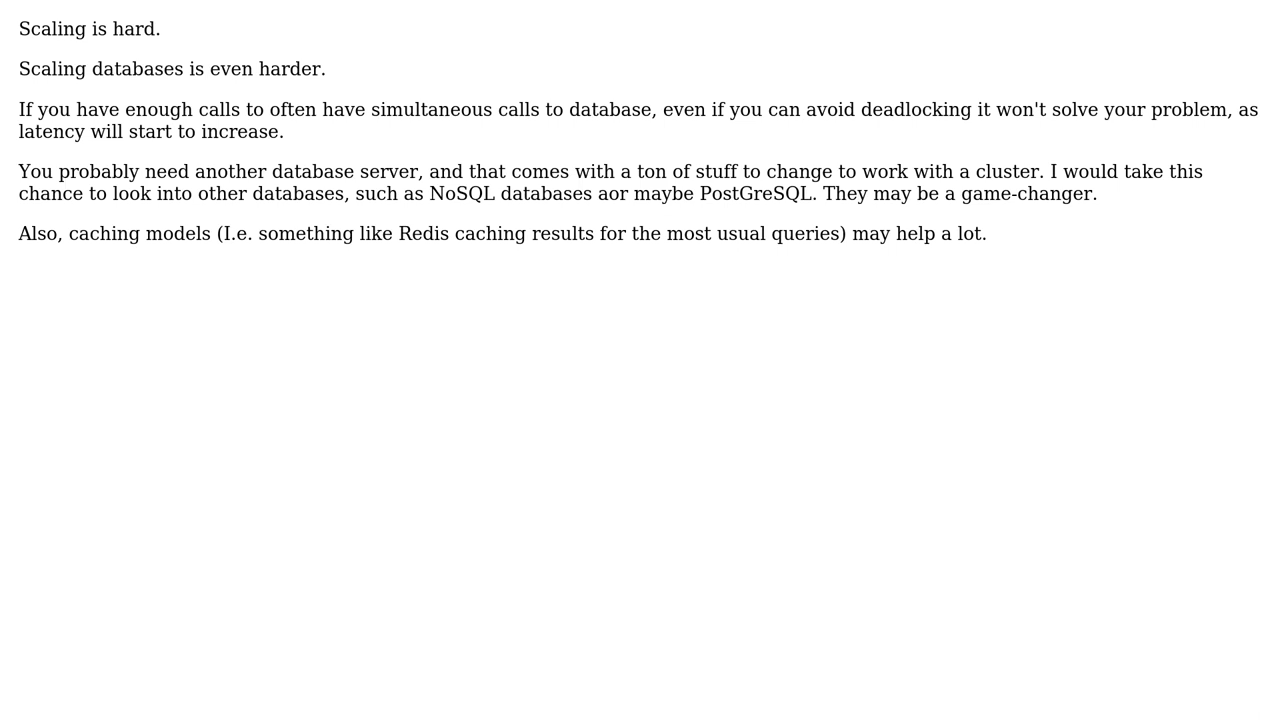 Scaling is hard.
Scaling databases is even harder.
If you have enough calls to often have simultaneous calls to database, even if you can avoid deadlocking it won't solve your problem, as
latency will start to increase.
You probably need another database server, and that comes with a ton of stuff to change to work with a cluster. I would take this
chance to look into other databases, such as NoSQL databases aor maybe PostGreSQL. They may be a game-changer.
Also, caching models (I.e. something like Redis caching results for the most usual queries) may help a lot.